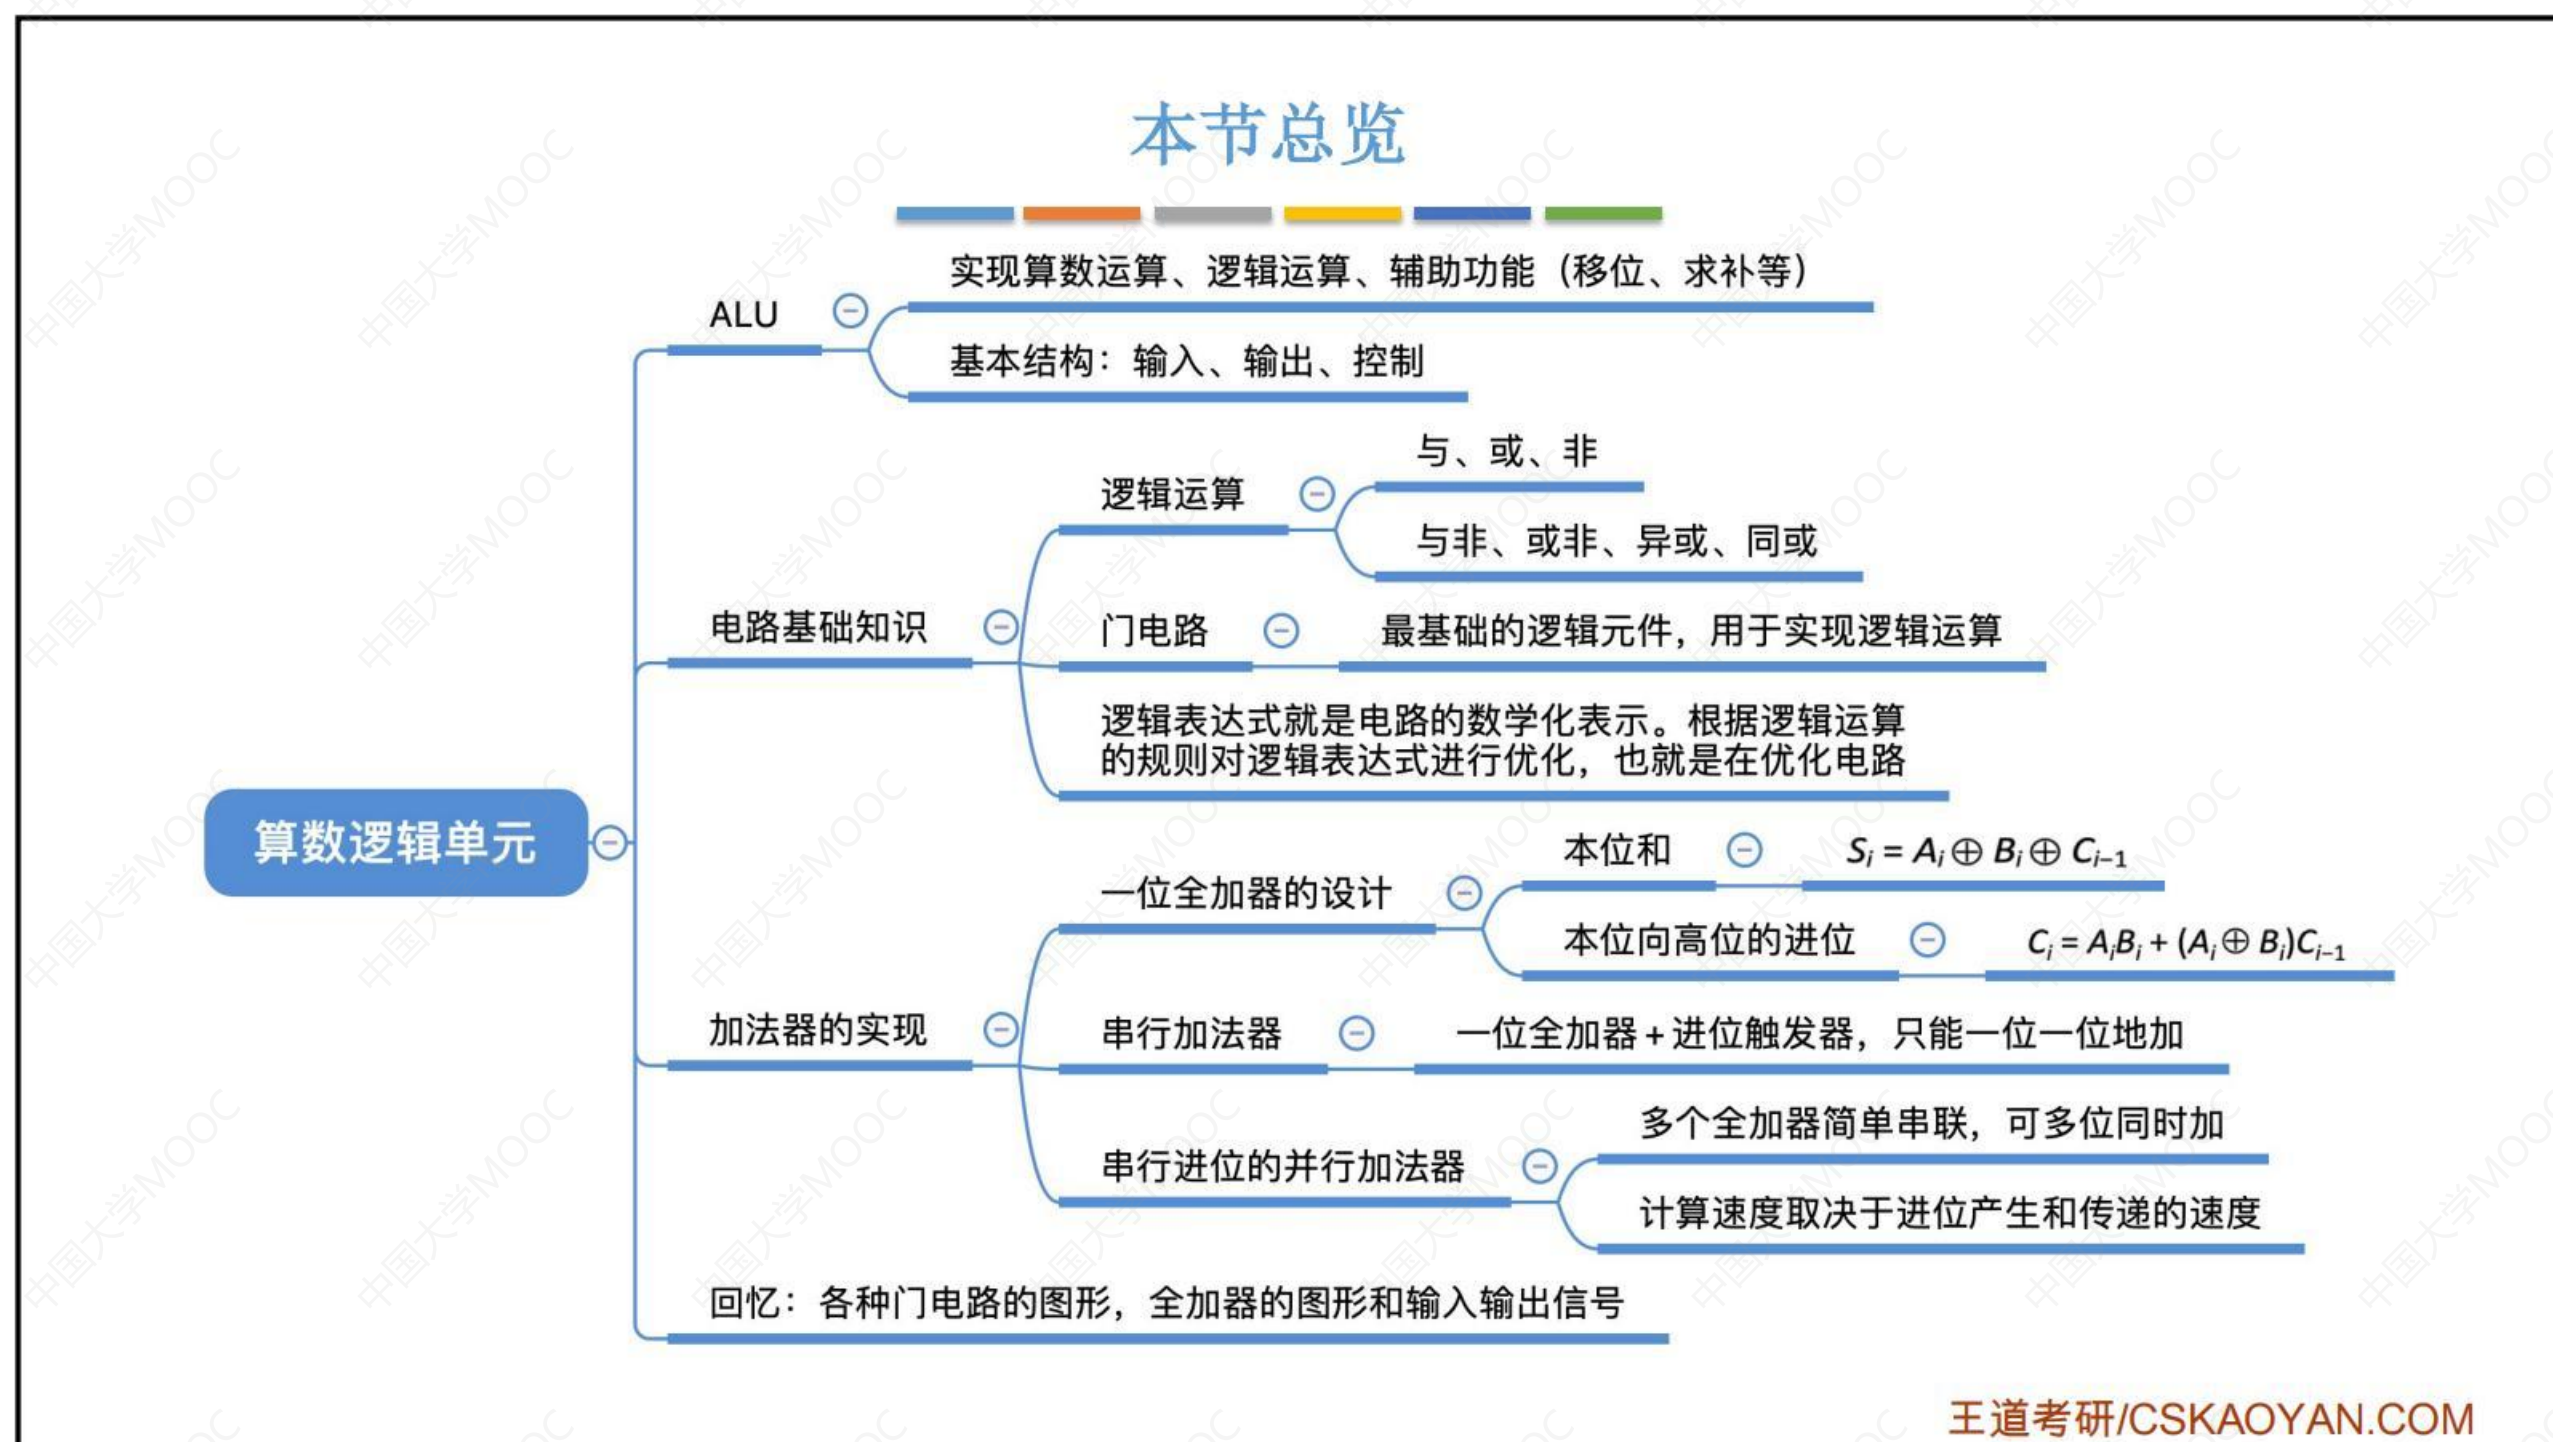 本节总览
实现算数运算、逻辑运算、辅助功能（移位、求补等）
ALU
基本结构：输入、输出、控制
与、或、非
逻辑运算
与非、或非、异或、同或
电路基础知识
门电路
最基础的逻辑元件，用于实现逻辑运算
逻辑表达式就是电路的数学化表示。根据逻辑运算
的规则对逻辑表达式进行优化，也就是在优化电路
算数逻辑单元
本位和
Sᵢ = Aᵢ ⊕ Bᵢ ⊕ Cᵢ₋₁
一位全加器的设计
本位向高位的进位
Cᵢ = AᵢBᵢ + (Aᵢ ⊕ Bᵢ)Cᵢ₋₁
加法器的实现
串行加法器
一位全加器 + 进位触发器，只能一位一位地加
多个全加器简单串联，可多位同时加
串行进位的并行加法器
计算速度取决于进位产生和传递的速度
回忆：各种门电路的图形，全加器的图形和输入输出信号
王道考研/CSKAOYAN.COM
中国大学MOOC